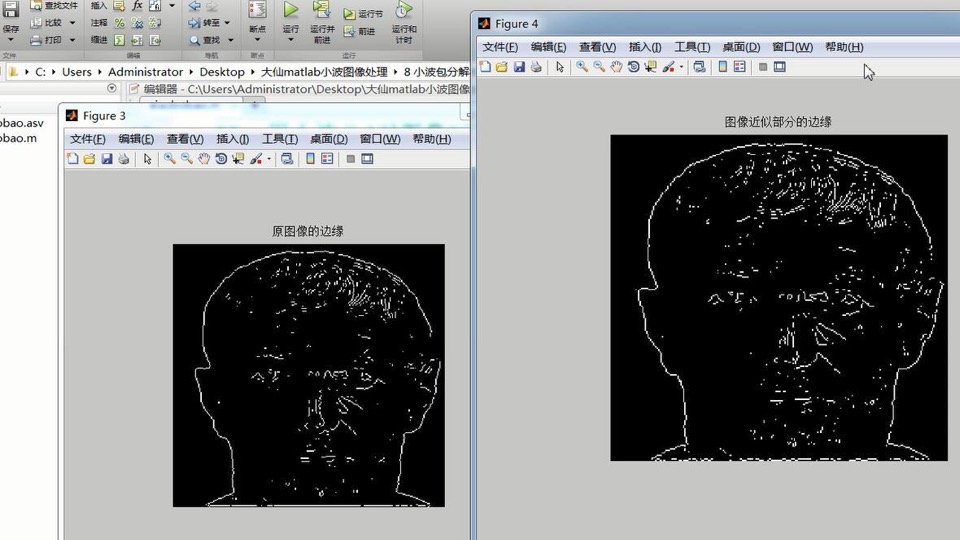 保存
查找文件
比较
打印
文件
插入
fx
注释
缩进
编辑
转至
查找
导航
断点
断点
运行
运行并
前进
运行节
前进
运行和
计时
运行
C: Users Administrator Desktop 大仙matlab小波图像处理 8 小波包分解
编辑器 - C:\Users\Administrator\Desktop\大仙matlab小波图像
obao.asv
obao.m
Figure 3
文件(F) 编辑(E) 查看(V) 插入(I) 工具(T) 桌面(D) 窗口(W) 帮助(H)
原图像的边缘
Figure 4
文件(F) 编辑(E) 查看(V) 插入(I) 工具(T) 桌面(D) 窗口(W) 帮助(H)
图像近似部分的边缘